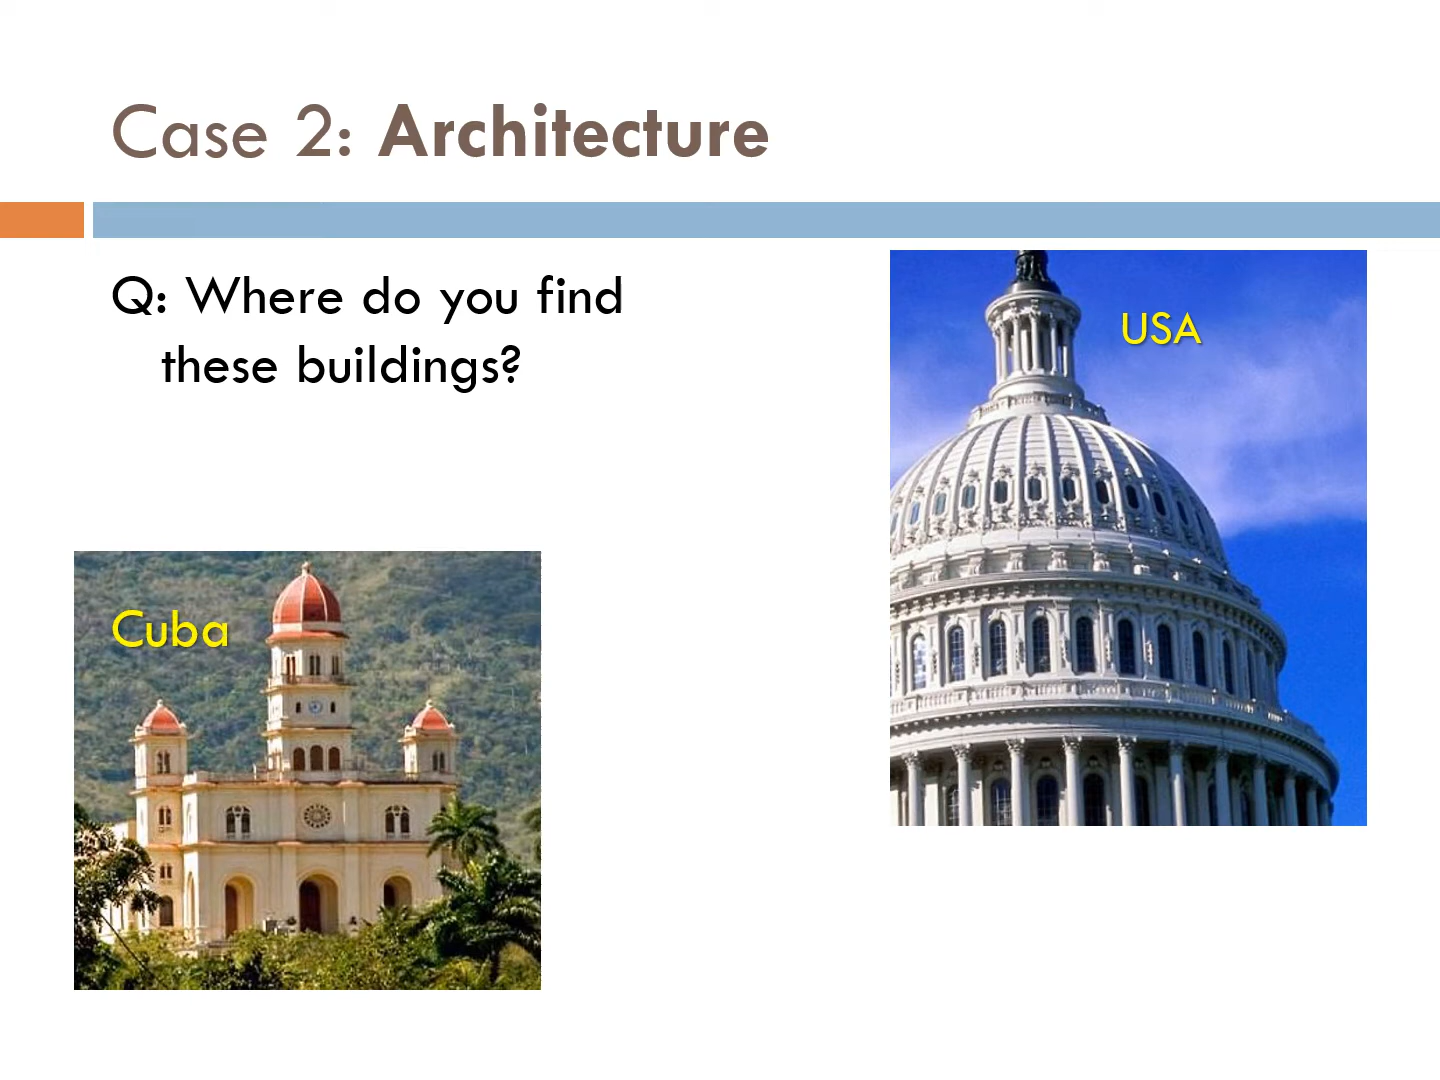 Case 2: Architecture
Q: Where do you find
these buildings?
USA
Cuba